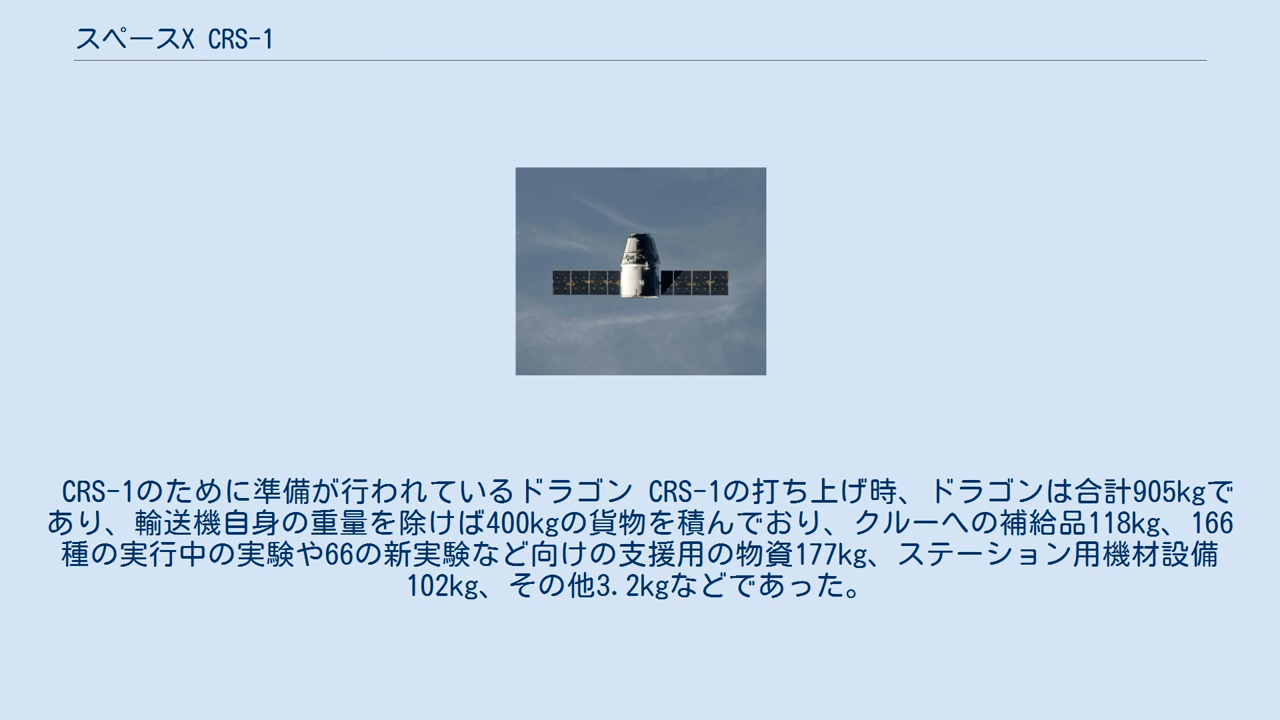 スペースX CRS-1
CRS-1のために準備が行われているドラゴン CRS-1の打ち上げ時、ドラゴンは合計905kgで
あり、輸送機自身の重量を除けば400kgの貨物を積んでおり、クルーへの補給品118kg、166
種の実行中の実験や66の新実験など向けの支援用の物資177kg、ステーション用機材設備
102kg、その他3.2kgなどであった。